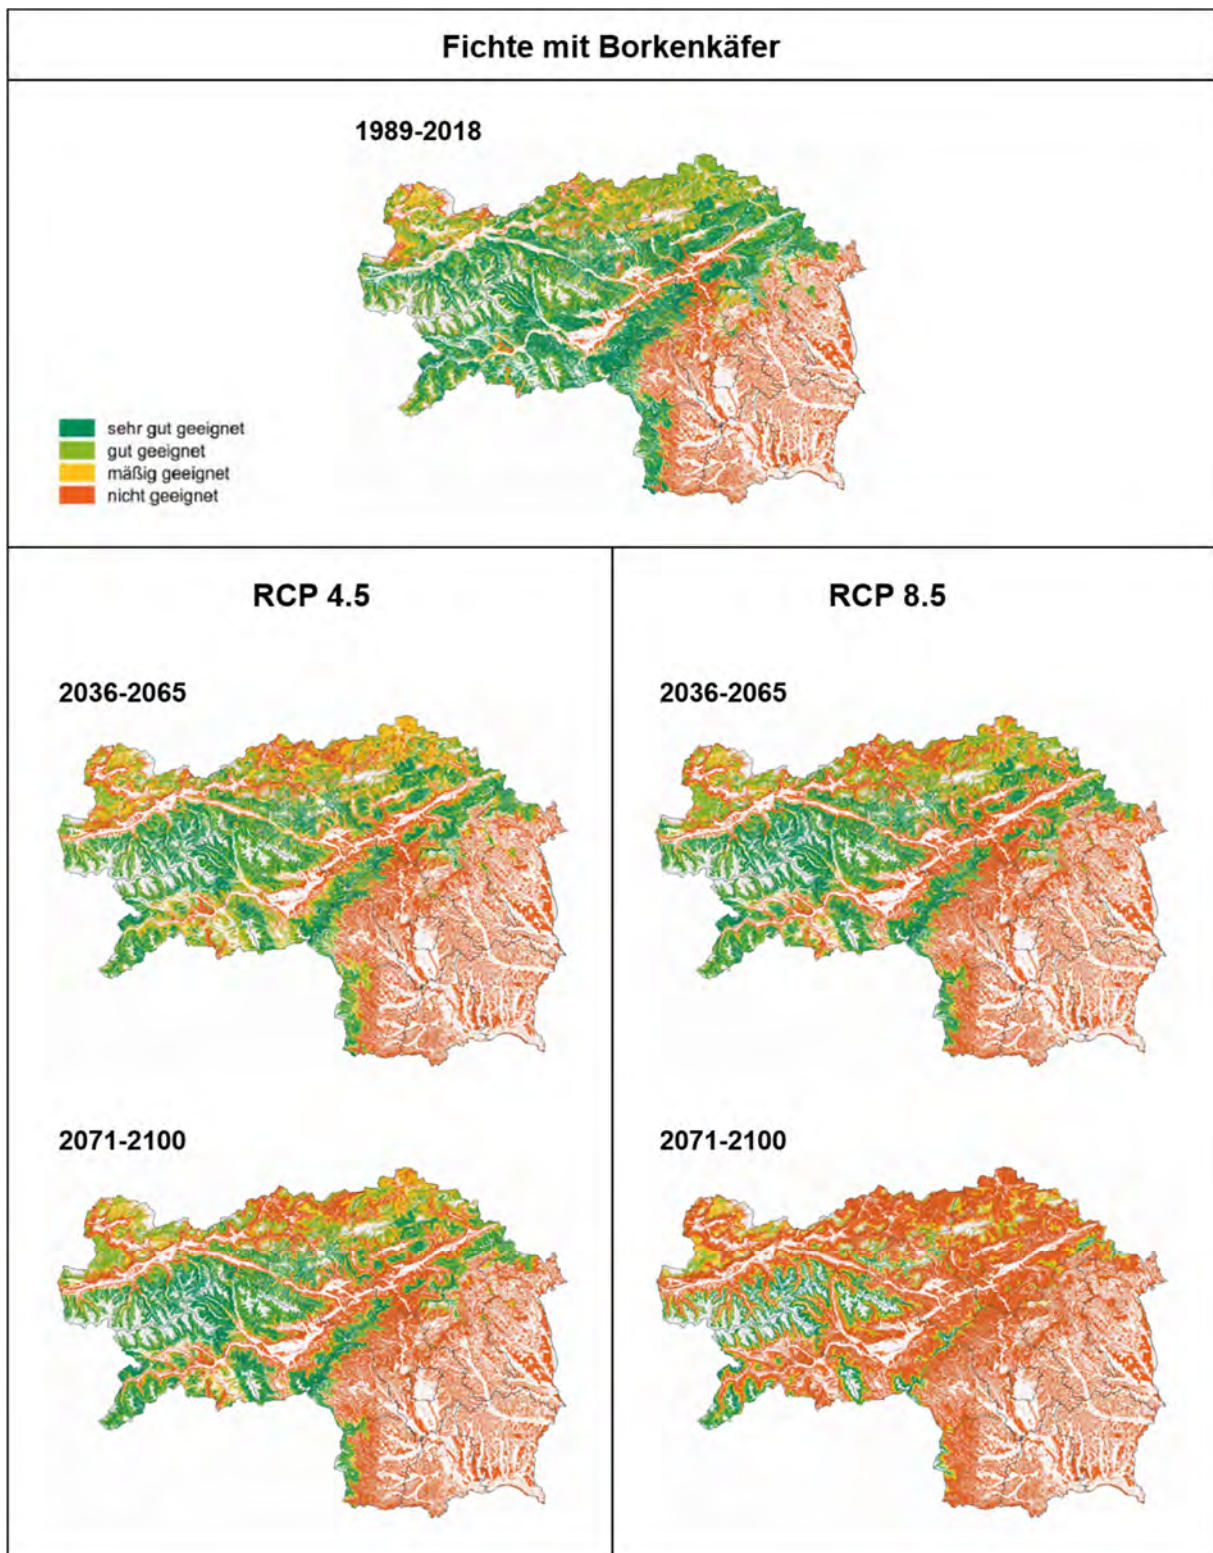 Fichte mit Borkenkäfer
1989-2018
sehr gut geeignet
gut geeignet
mäßig geeignet
nicht geeignet
RCP 4.5
RCP 8.5
2036-2065
2036-2065
2071-2100
2071-2100